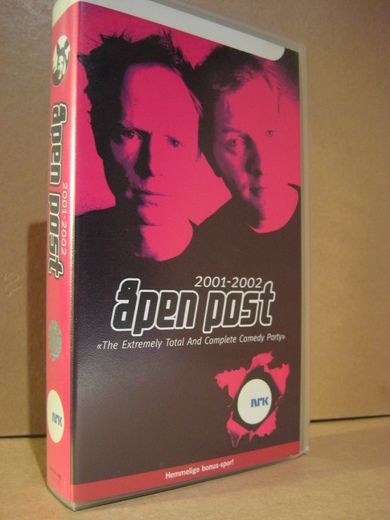 åpen post
2001-2002
NRK
2001-2002
åpen post
«The Extremely Total And Complete Comedy Party»
NRK
Hemmelige bonus-spor!